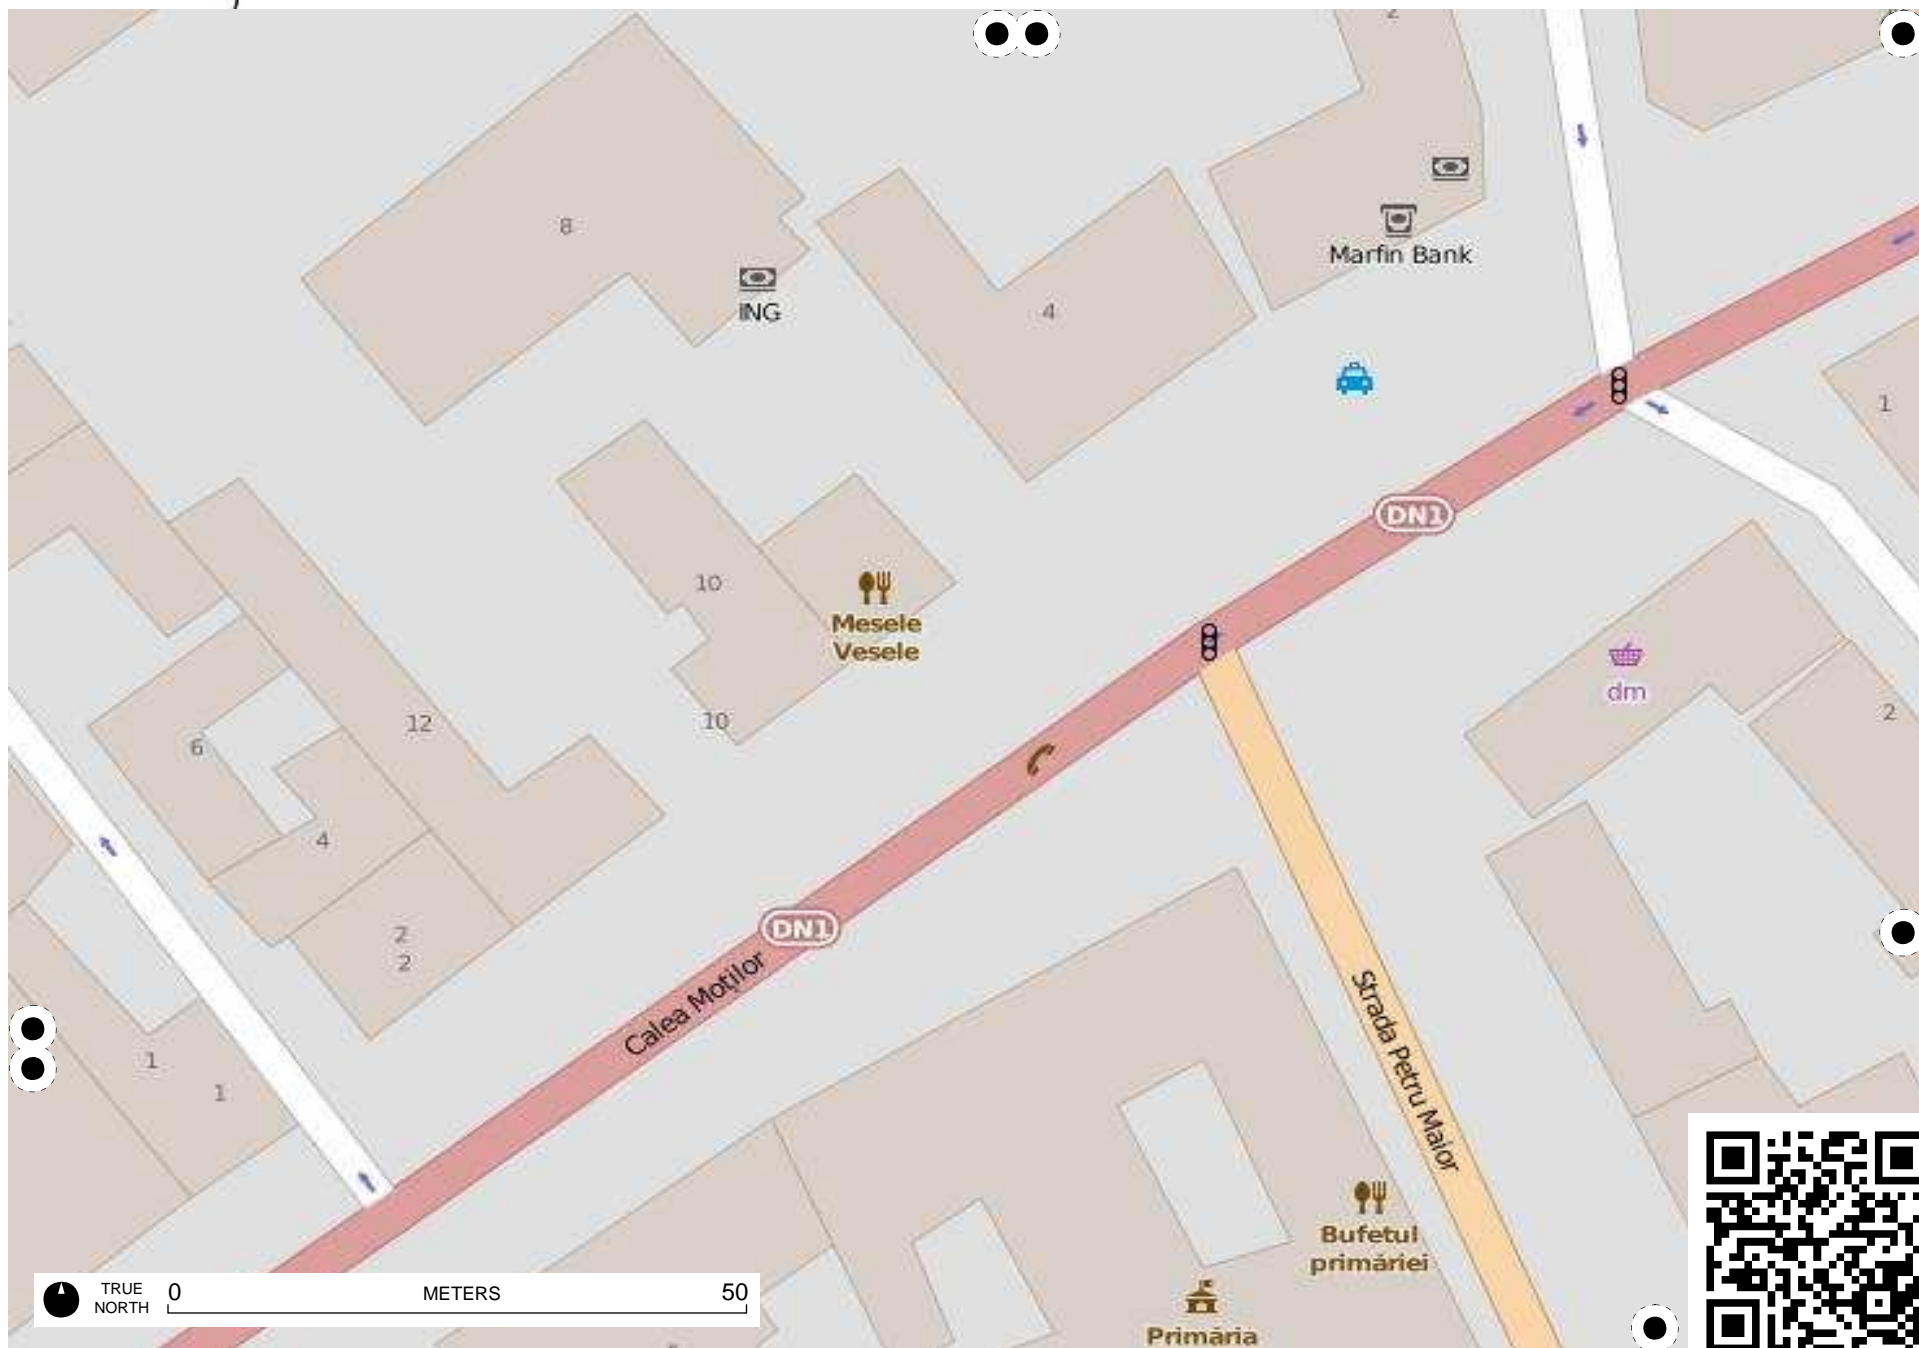 2
8
Marfin Bank
ING
4
1
DN1
10
Mesele
Vesele
dm
2
10
12
6
4
DN1
2
2
Calea Moților
Strada Petru Maior
1
1
Bufetul
primăriei
TRUE
NORTH
0
METERS
50
Primăria